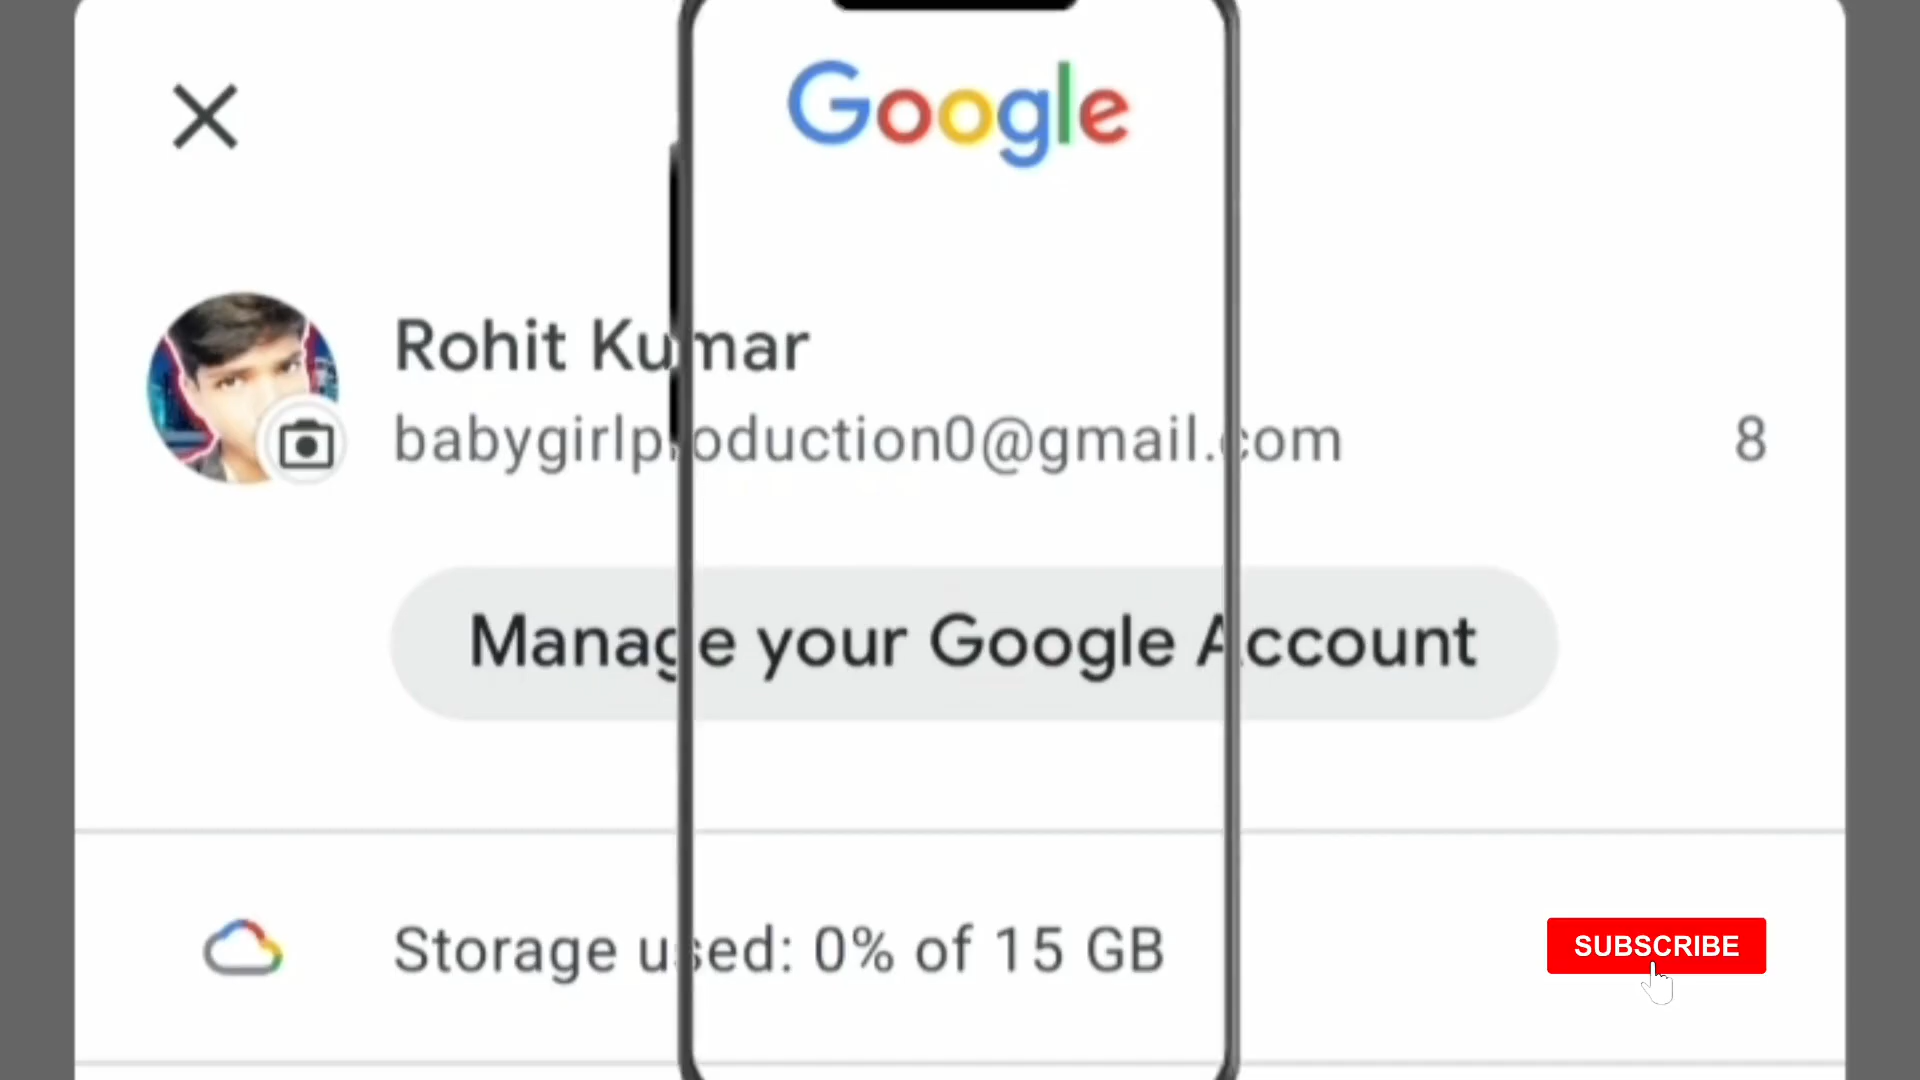 Google
Rohit Kumar
babygirlproduction0@gmail.com
8
Manage your Google Account
Storage used: 0% of 15 GB
SUBSCRIBE